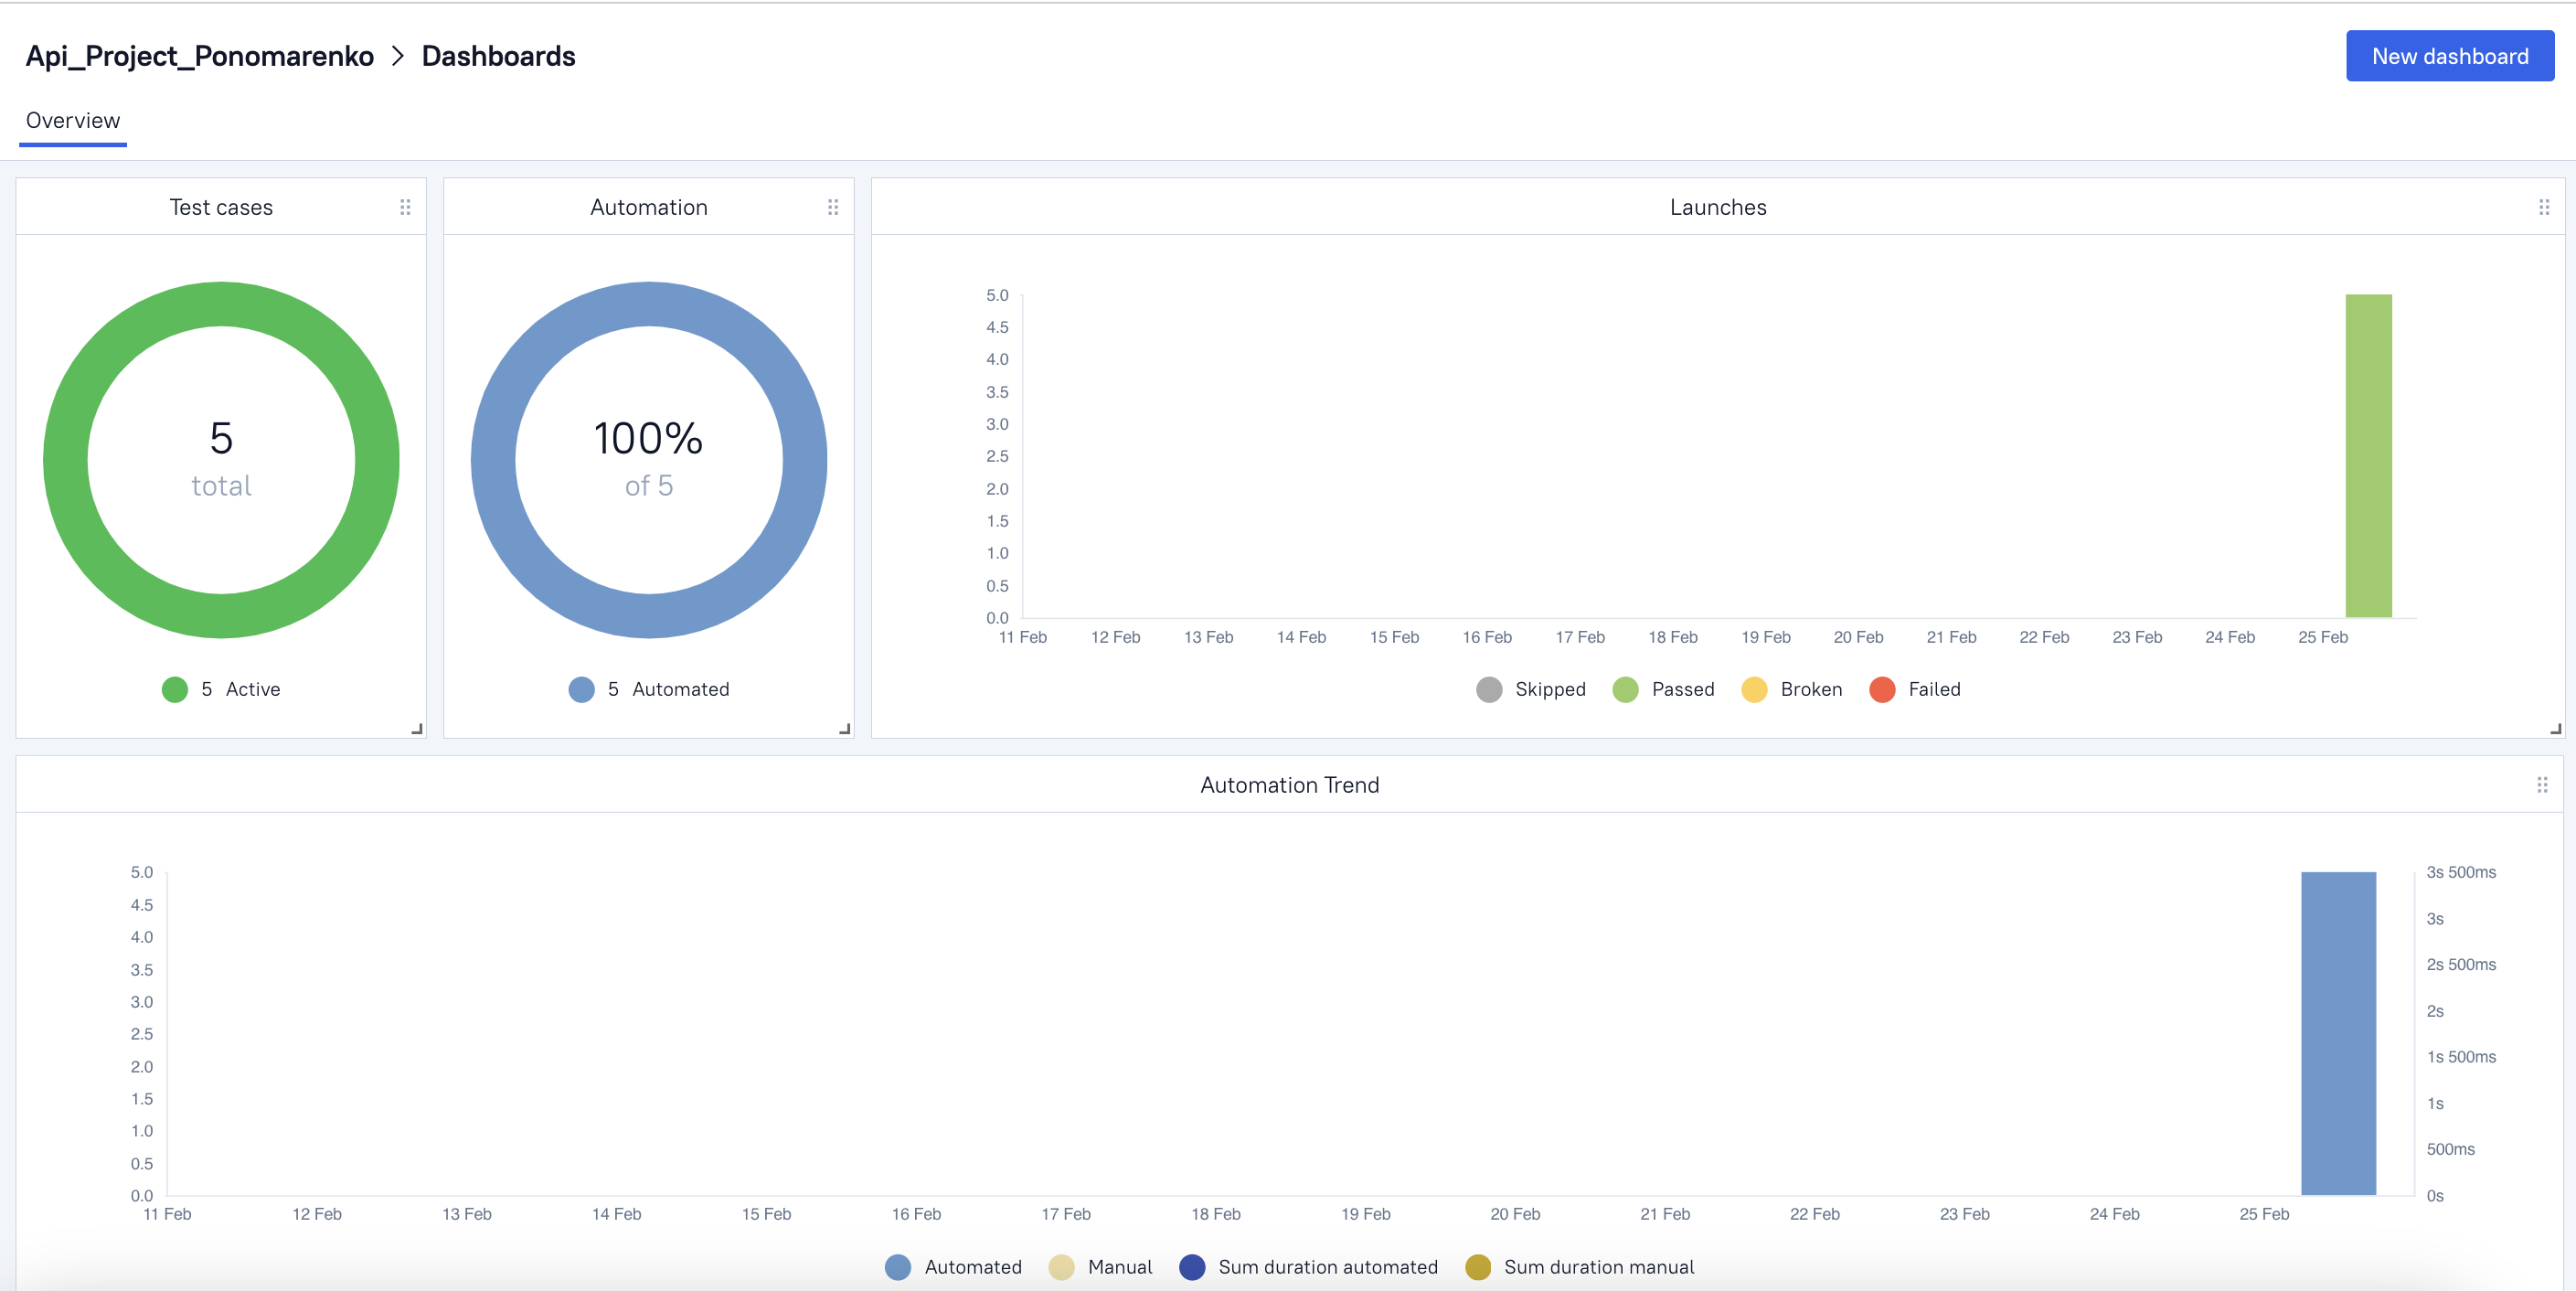 Api_Project_Ponomarenko > Dashboards
New dashboard
Overview
Test cases
5
total
5 Active
Automation
100%
of 5
5 Automated
Launches
5.0
4.5
4.0
3.5
3.0
2.5
2.0
1.5
1.0
0.5
0.0
11 Feb 12 Feb 13 Feb 14 Feb 15 Feb 16 Feb 17 Feb 18 Feb 19 Feb 20 Feb 21 Feb 22 Feb 23 Feb 24 Feb 25 Feb
Skipped Passed Broken Failed
Automation Trend
5.0
4.5
4.0
3.5
3.0
2.5
2.0
1.5
1.0
0.5
0.0
3s 500ms
3s
2s 500ms
2s
1s 500ms
1s
500ms
0s
11 Feb 12 Feb 13 Feb 14 Feb 15 Feb 16 Feb 17 Feb 18 Feb 19 Feb 20 Feb 21 Feb 22 Feb 23 Feb 24 Feb 25 Feb
Automated Manual Sum duration automated Sum duration manual